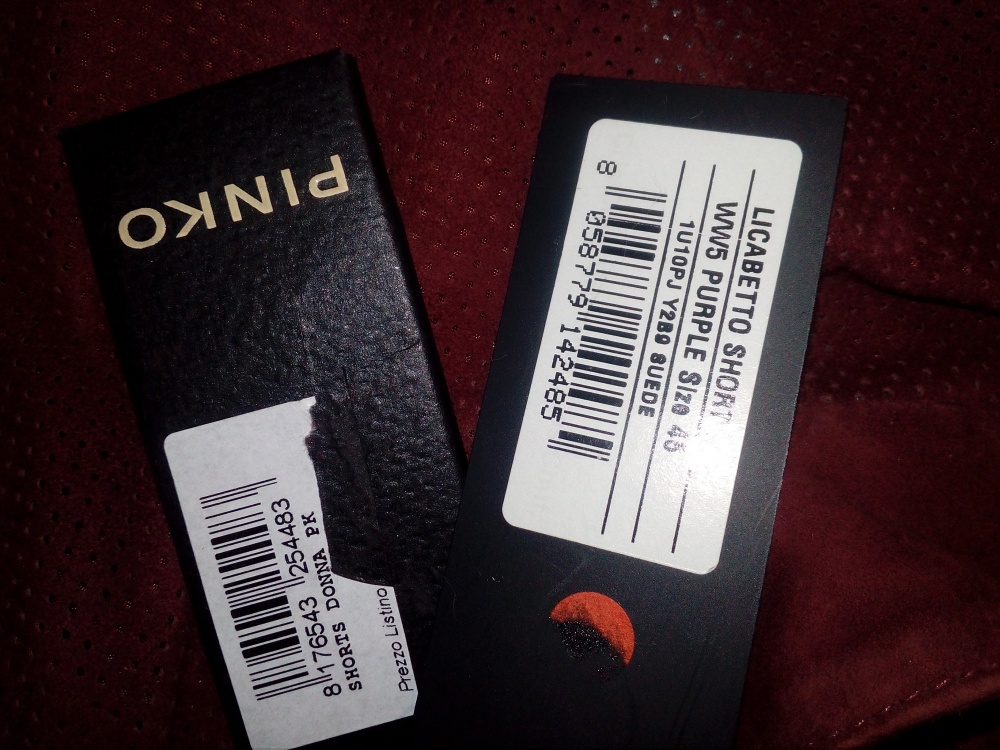 PINKO
8 176543 254483
SHORTS DONNA PK
Prezzo Listino
LICABETTO SHORT
WW5 PURPLE Size 46
1U10PJ Y2B9 SUEDE
8 058779 142485